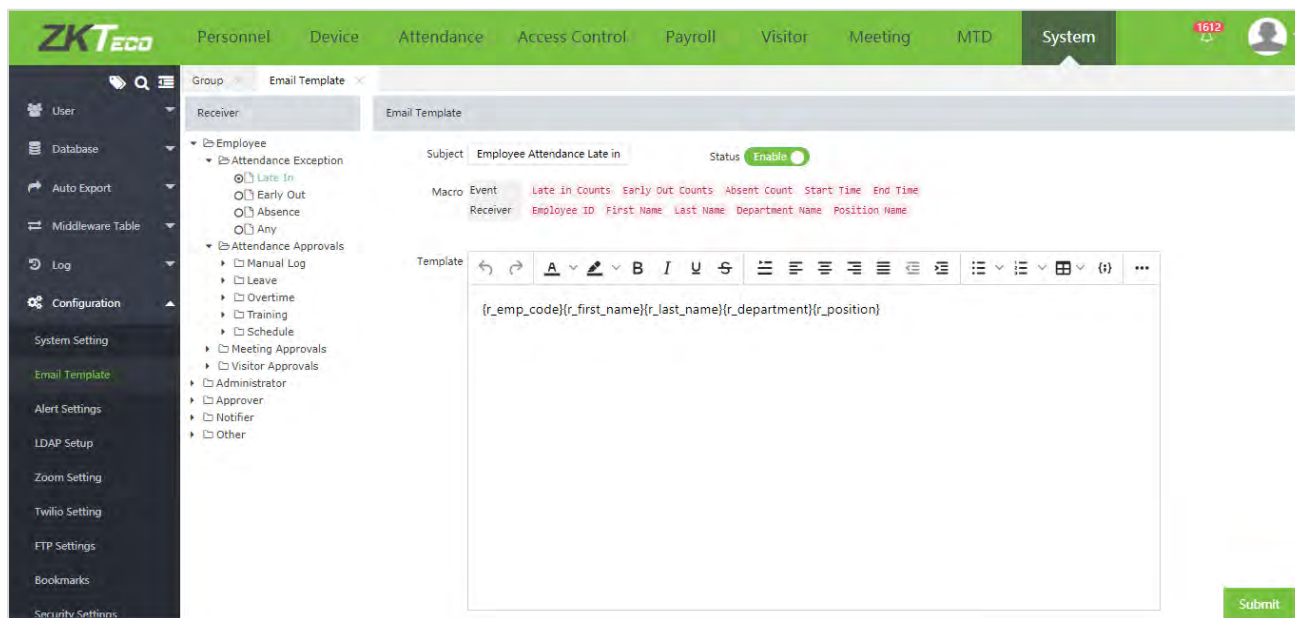 ZKTECO Personnel Device Attendance Access Control Payroll Visitor Meeting MTD System 1612
Group Email Template
Receiver
Email Template
User
Database
Auto Export
Middleware Table
Log
Configuration
System Setting
Email Template
Alert Settings
LDAP Setup
Zoom Setting
Twilio Setting
FTP Settings
Bookmarks
Security Settings
Employee
Attendance Exception
Late In
Early Out
Absence
Any
Attendance Approvals
Manual Log
Leave
Overtime
Training
Schedule
Meeting Approvals
Visitor Approvals
Administrator
Approver
Notifier
Other
Subject Employee Attendance Late in Status Enable
Macro Event Late in Counts Early Out Counts Absent Count Start Time End Time
Receiver Employee ID First Name Last Name Department Name Position Name
Template
A B I U S
{r_emp_code}{r_first_name}{r_last_name}{r_department}{r_position}
Submit